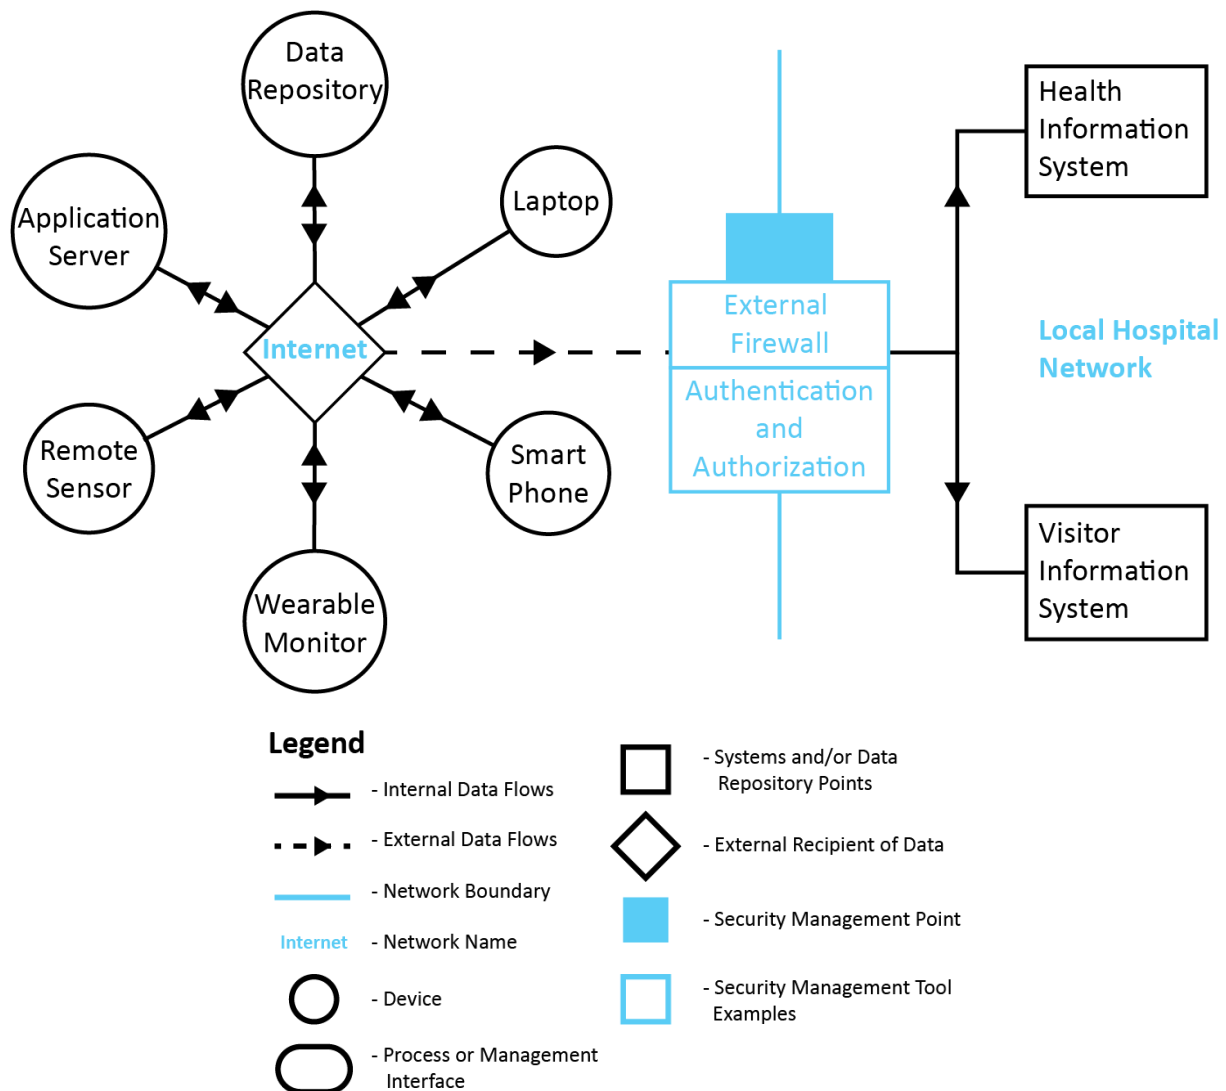 Data
Repository
Application
Server
Laptop
Internet
Remote
Sensor
Smart
Phone
Wearable
Monitor
External
Firewall
Authentication
and
Authorization
Health
Information
System
Local Hospital
Network
Visitor
Information
System
Legend
- Internal Data Flows
- External Data Flows
- Network Boundary
Internet - Network Name
- Device
- Process or Management
Interface
- Systems and/or Data
Repository Points
- External Recipient of Data
- Security Management Point
- Security Management Tool
Examples